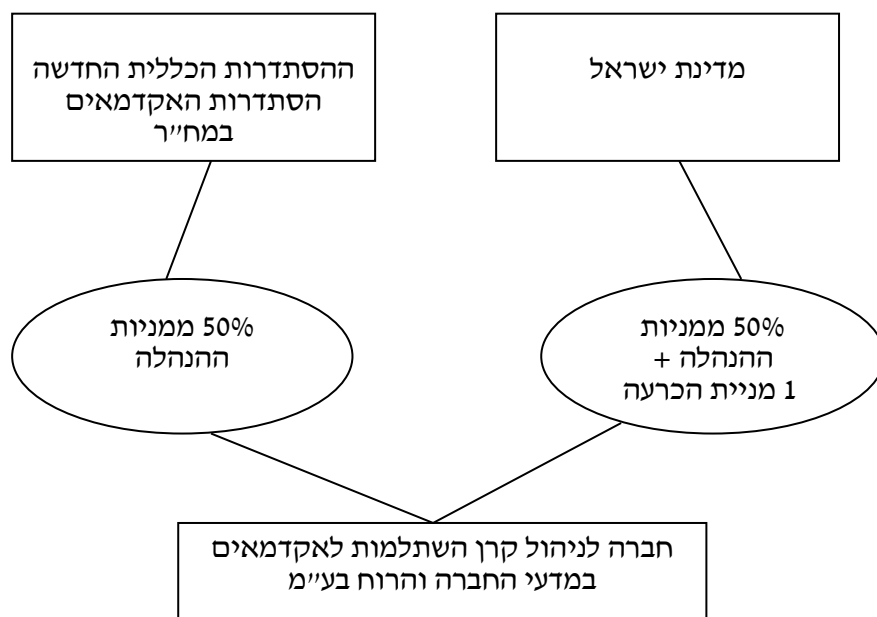 מדינת ישראל
ההסתדרות הכללית החדשה
הסתדרות האקדמאים
במח״ר
50% ממניות
ההנהלה +
1 מניית הכרעה
50% ממניות
ההנהלה
חברה לניהול קרן השתלמות לאקדמאים
במדעי החברה והרוח בע״מ